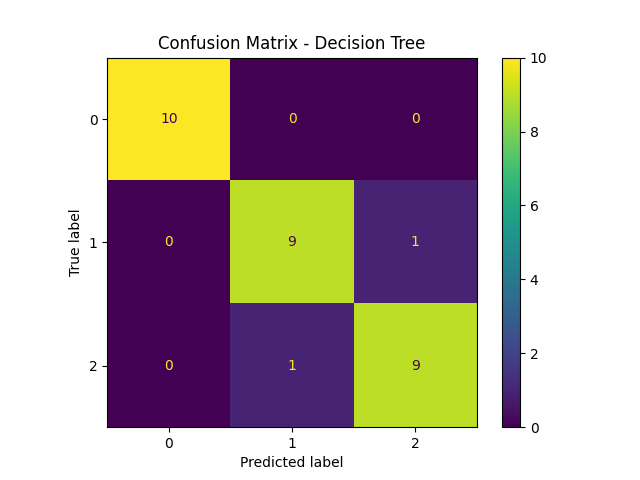 Confusion Matrix - Decision Tree
True label
0
10 0 0
1
0 9 1
2
0 1 9
0 1 2
Predicted label
10
8
6
4
2
0